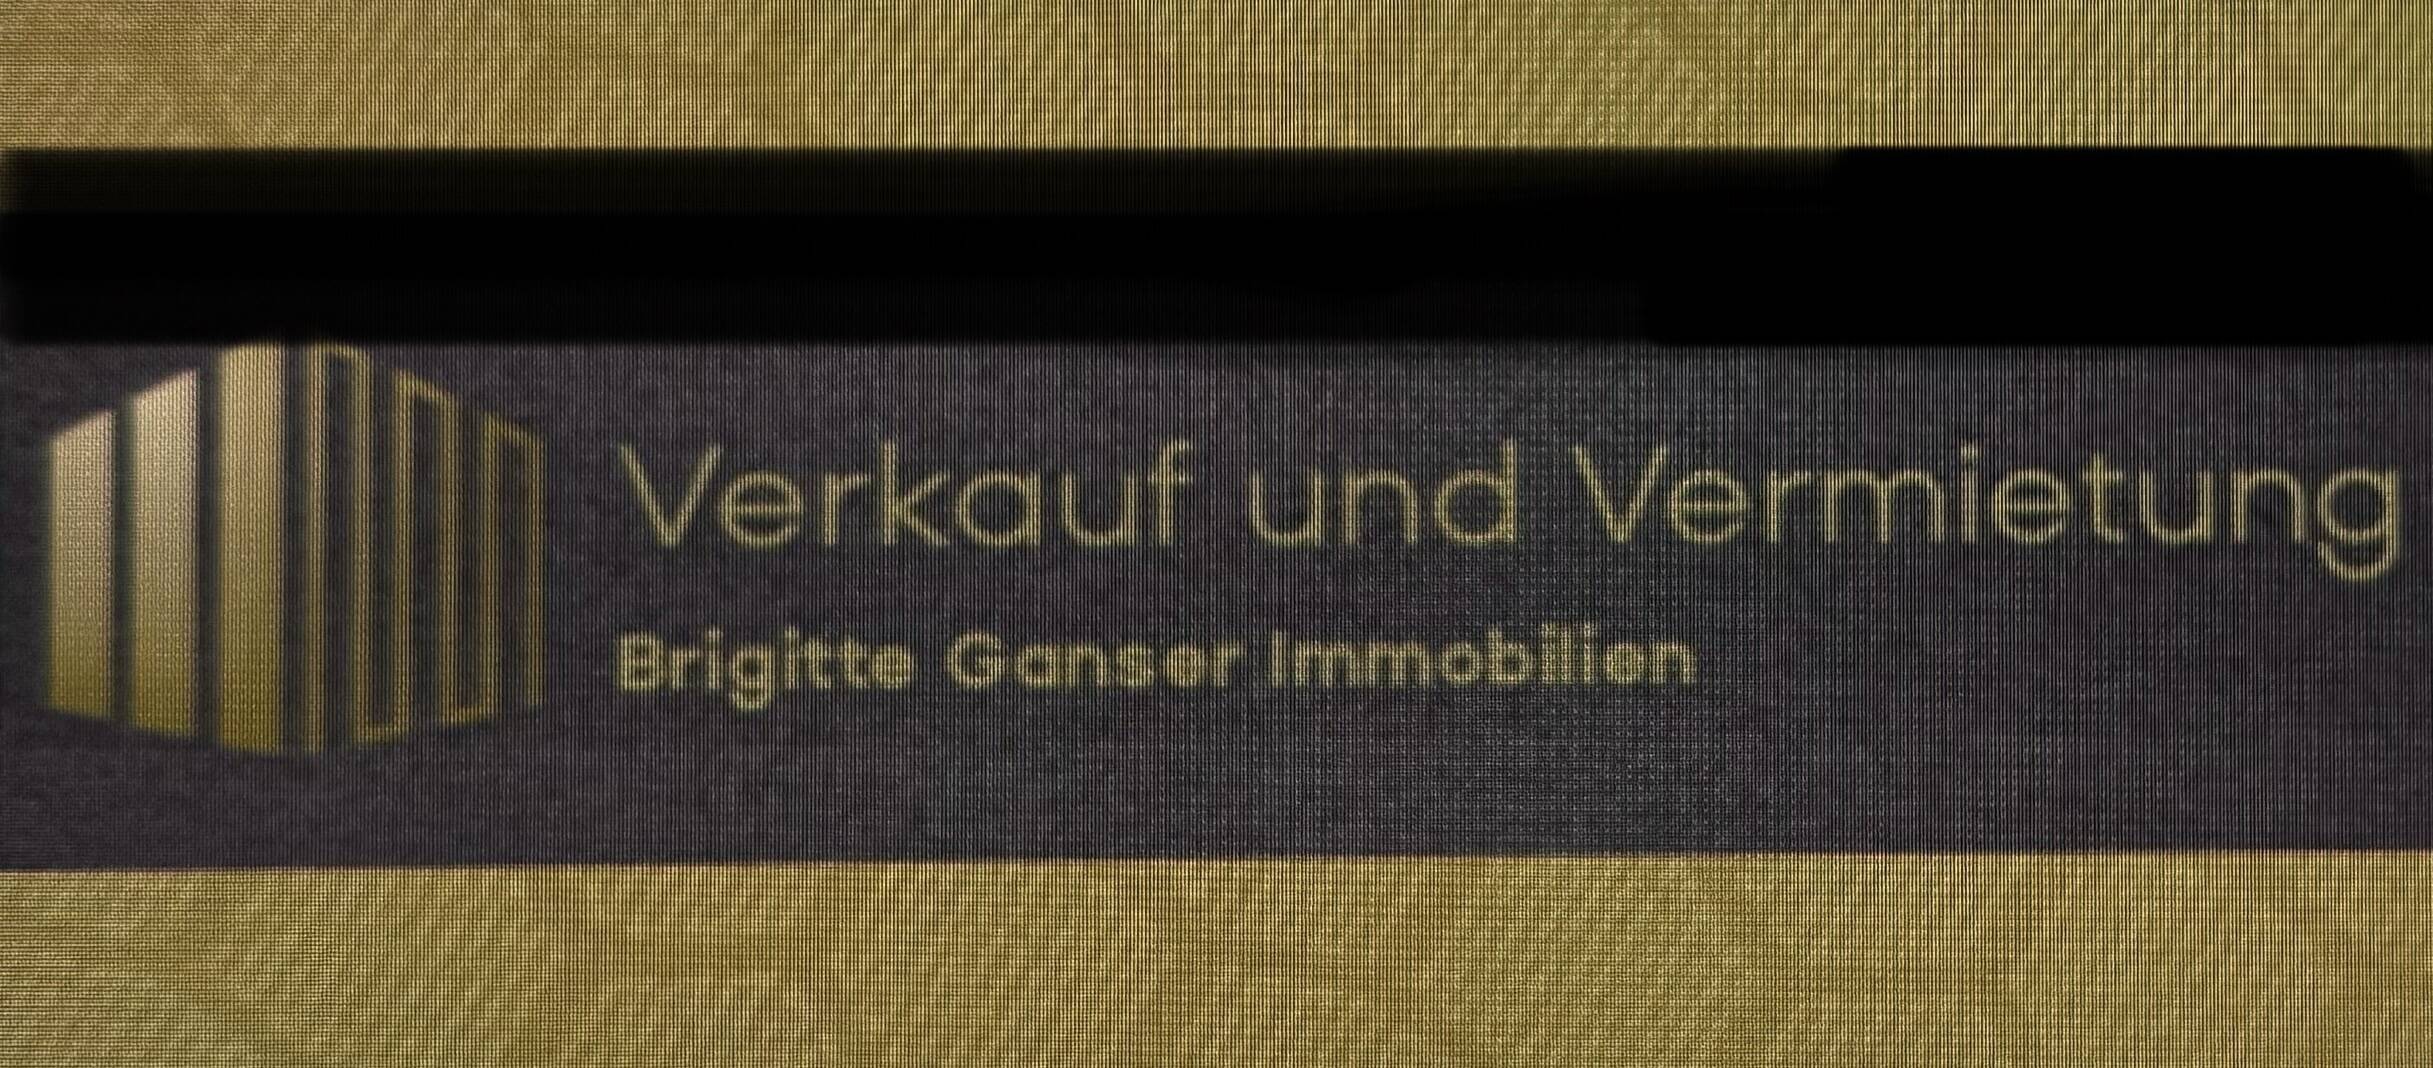 Verkauf und Vermietung
Brigitte Ganser Immobilien